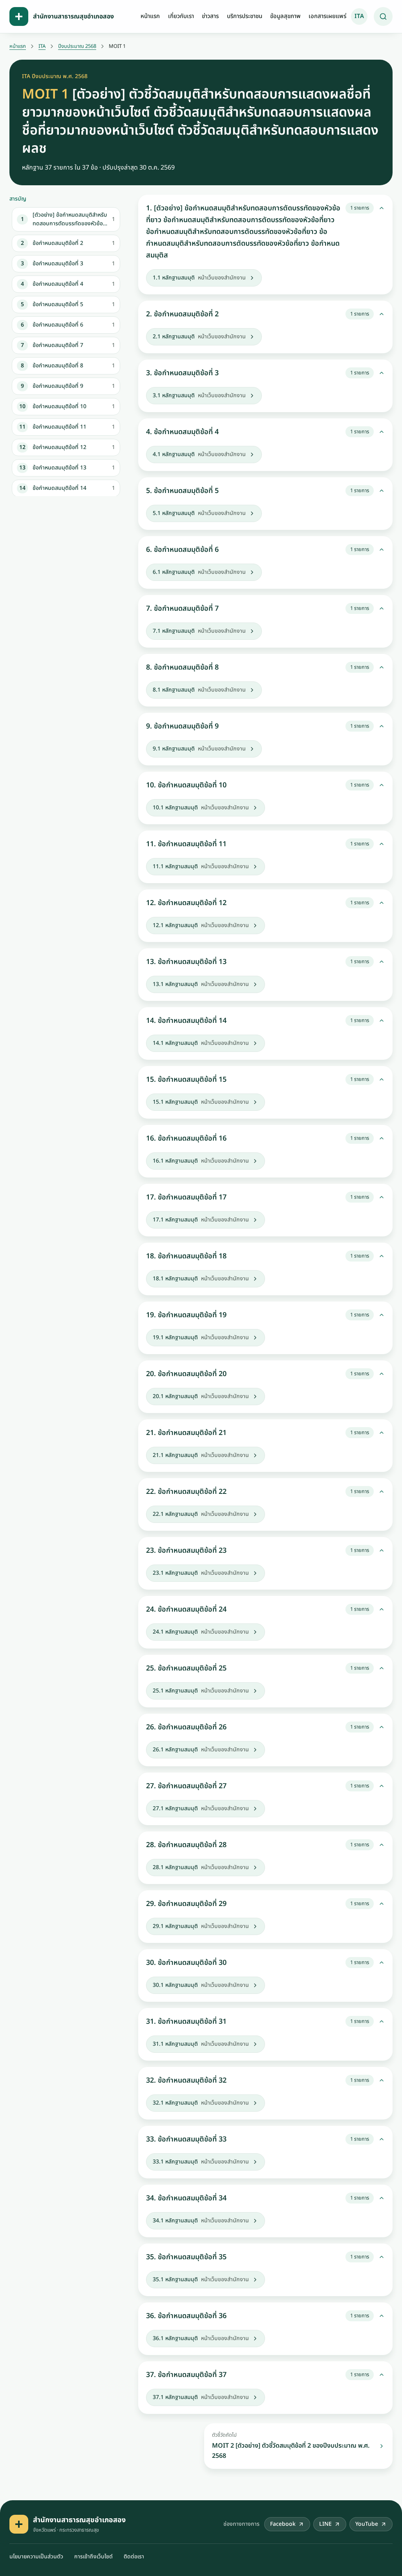 สำนักงานสาธารณสุขอำเภอสอง
หน้าแรก เกี่ยวกับเรา ข่าวสาร บริการประชาชน ข้อมูลสุขภาพ เอกสารเผยแพร่ ITA
หน้าแรก ITA ปีงบประมาณ 2568 MOIT 1
ITA ปีงบประมาณ พ.ศ. 2568
MOIT 1 [ตัวอย่าง] ตัวชี้วัดสมมุติสำหรับทดสอบการแสดงผลชื่อที่ยาวมากของหน้าเว็บไซต์ ตัวชี้วัดสมมุติสำหรับทดสอบการแสดงผลชื่อที่ยาวมากของหน้าเว็บไซต์ ตัวชี้วัดสมมุติสำหรับทดสอบการแสดงผลช
หลักฐาน 37 รายการ ใน 37 ข้อ · ปรับปรุงล่าสุด 30 ต.ค. 2569
สารบัญ
1 [ตัวอย่าง] ข้อกำหนดสมมุติสำหรับทดสอบการตัดบรรทัดของหัวข้อ... 1
2 ข้อกำหนดสมมุติข้อที่ 2 1
3 ข้อกำหนดสมมุติข้อที่ 3 1
4 ข้อกำหนดสมมุติข้อที่ 4 1
5 ข้อกำหนดสมมุติข้อที่ 5 1
6 ข้อกำหนดสมมุติข้อที่ 6 1
7 ข้อกำหนดสมมุติข้อที่ 7 1
8 ข้อกำหนดสมมุติข้อที่ 8 1
9 ข้อกำหนดสมมุติข้อที่ 9 1
10 ข้อกำหนดสมมุติข้อที่ 10 1
11 ข้อกำหนดสมมุติข้อที่ 11 1
12 ข้อกำหนดสมมุติข้อที่ 12 1
13 ข้อกำหนดสมมุติข้อที่ 13 1
14 ข้อกำหนดสมมุติข้อที่ 14 1
1. [ตัวอย่าง] ข้อกำหนดสมมุติสำหรับทดสอบการตัดบรรทัดของหัวข้อที่ยาว ข้อกำหนดสมมุติสำหรับทดสอบการตัดบรรทัดของหัวข้อที่ยาว ข้อกำหนดสมมุติสำหรับทดสอบการตัดบรรทัดของหัวข้อที่ยาว ข้อกำหนดสมมุติสำหรับทดสอบการตัดบรรทัดของหัวข้อที่ยาว ข้อกำหนดสมมุติส 1 รายการ
1.1 หลักฐานสมมุติ หน้าเว็บของสำนักงาน
2. ข้อกำหนดสมมุติข้อที่ 2 1 รายการ
2.1 หลักฐานสมมุติ หน้าเว็บของสำนักงาน
3. ข้อกำหนดสมมุติข้อที่ 3 1 รายการ
3.1 หลักฐานสมมุติ หน้าเว็บของสำนักงาน
4. ข้อกำหนดสมมุติข้อที่ 4 1 รายการ
4.1 หลักฐานสมมุติ หน้าเว็บของสำนักงาน
5. ข้อกำหนดสมมุติข้อที่ 5 1 รายการ
5.1 หลักฐานสมมุติ หน้าเว็บของสำนักงาน
6. ข้อกำหนดสมมุติข้อที่ 6 1 รายการ
6.1 หลักฐานสมมุติ หน้าเว็บของสำนักงาน
7. ข้อกำหนดสมมุติข้อที่ 7 1 รายการ
7.1 หลักฐานสมมุติ หน้าเว็บของสำนักงาน
8. ข้อกำหนดสมมุติข้อที่ 8 1 รายการ
8.1 หลักฐานสมมุติ หน้าเว็บของสำนักงาน
9. ข้อกำหนดสมมุติข้อที่ 9 1 รายการ
9.1 หลักฐานสมมุติ หน้าเว็บของสำนักงาน
10. ข้อกำหนดสมมุติข้อที่ 10 1 รายการ
10.1 หลักฐานสมมุติ หน้าเว็บของสำนักงาน
11. ข้อกำหนดสมมุติข้อที่ 11 1 รายการ
11.1 หลักฐานสมมุติ หน้าเว็บของสำนักงาน
12. ข้อกำหนดสมมุติข้อที่ 12 1 รายการ
12.1 หลักฐานสมมุติ หน้าเว็บของสำนักงาน
13. ข้อกำหนดสมมุติข้อที่ 13 1 รายการ
13.1 หลักฐานสมมุติ หน้าเว็บของสำนักงาน
14. ข้อกำหนดสมมุติข้อที่ 14 1 รายการ
14.1 หลักฐานสมมุติ หน้าเว็บของสำนักงาน
15. ข้อกำหนดสมมุติข้อที่ 15 1 รายการ
15.1 หลักฐานสมมุติ หน้าเว็บของสำนักงาน
16. ข้อกำหนดสมมุติข้อที่ 16 1 รายการ
16.1 หลักฐานสมมุติ หน้าเว็บของสำนักงาน
17. ข้อกำหนดสมมุติข้อที่ 17 1 รายการ
17.1 หลักฐานสมมุติ หน้าเว็บของสำนักงาน
18. ข้อกำหนดสมมุติข้อที่ 18 1 รายการ
18.1 หลักฐานสมมุติ หน้าเว็บของสำนักงาน
19. ข้อกำหนดสมมุติข้อที่ 19 1 รายการ
19.1 หลักฐานสมมุติ หน้าเว็บของสำนักงาน
20. ข้อกำหนดสมมุติข้อที่ 20 1 รายการ
20.1 หลักฐานสมมุติ หน้าเว็บของสำนักงาน
21. ข้อกำหนดสมมุติข้อที่ 21 1 รายการ
21.1 หลักฐานสมมุติ หน้าเว็บของสำนักงาน
22. ข้อกำหนดสมมุติข้อที่ 22 1 รายการ
22.1 หลักฐานสมมุติ หน้าเว็บของสำนักงาน
23. ข้อกำหนดสมมุติข้อที่ 23 1 รายการ
23.1 หลักฐานสมมุติ หน้าเว็บของสำนักงาน
24. ข้อกำหนดสมมุติข้อที่ 24 1 รายการ
24.1 หลักฐานสมมุติ หน้าเว็บของสำนักงาน
25. ข้อกำหนดสมมุติข้อที่ 25 1 รายการ
25.1 หลักฐานสมมุติ หน้าเว็บของสำนักงาน
26. ข้อกำหนดสมมุติข้อที่ 26 1 รายการ
26.1 หลักฐานสมมุติ หน้าเว็บของสำนักงาน
27. ข้อกำหนดสมมุติข้อที่ 27 1 รายการ
27.1 หลักฐานสมมุติ หน้าเว็บของสำนักงาน
28. ข้อกำหนดสมมุติข้อที่ 28 1 รายการ
28.1 หลักฐานสมมุติ หน้าเว็บของสำนักงาน
29. ข้อกำหนดสมมุติข้อที่ 29 1 รายการ
29.1 หลักฐานสมมุติ หน้าเว็บของสำนักงาน
30. ข้อกำหนดสมมุติข้อที่ 30 1 รายการ
30.1 หลักฐานสมมุติ หน้าเว็บของสำนักงาน
31. ข้อกำหนดสมมุติข้อที่ 31 1 รายการ
31.1 หลักฐานสมมุติ หน้าเว็บของสำนักงาน
32. ข้อกำหนดสมมุติข้อที่ 32 1 รายการ
32.1 หลักฐานสมมุติ หน้าเว็บของสำนักงาน
33. ข้อกำหนดสมมุติข้อที่ 33 1 รายการ
33.1 หลักฐานสมมุติ หน้าเว็บของสำนักงาน
34. ข้อกำหนดสมมุติข้อที่ 34 1 รายการ
34.1 หลักฐานสมมุติ หน้าเว็บของสำนักงาน
35. ข้อกำหนดสมมุติข้อที่ 35 1 รายการ
35.1 หลักฐานสมมุติ หน้าเว็บของสำนักงาน
36. ข้อกำหนดสมมุติข้อที่ 36 1 รายการ
36.1 หลักฐานสมมุติ หน้าเว็บของสำนักงาน
37. ข้อกำหนดสมมุติข้อที่ 37 1 รายการ
37.1 หลักฐานสมมุติ หน้าเว็บของสำนักงาน
ตัวชี้วัดถัดไป
MOIT 2 [ตัวอย่าง] ตัวชี้วัดสมมุติข้อที่ 2 ของปีงบประมาณ พ.ศ. 2568
สำนักงานสาธารณสุขอำเภอสอง
จังหวัดแพร่ · กระทรวงสาธารณสุข
ช่องทางทางการ Facebook LINE YouTube
นโยบายความเป็นส่วนตัว การเข้าถึงเว็บไซต์ ติดต่อเรา